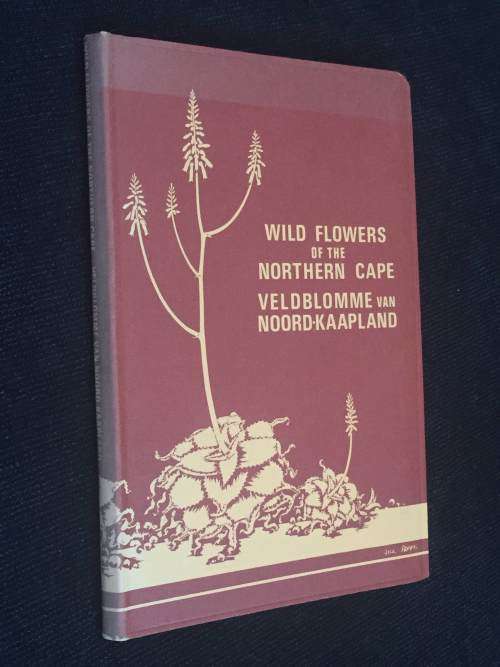 WILD FLOWERS
OF THE
NORTHERN CAPE
VELDBLOMME VAN
NOORD-KAAPLAND